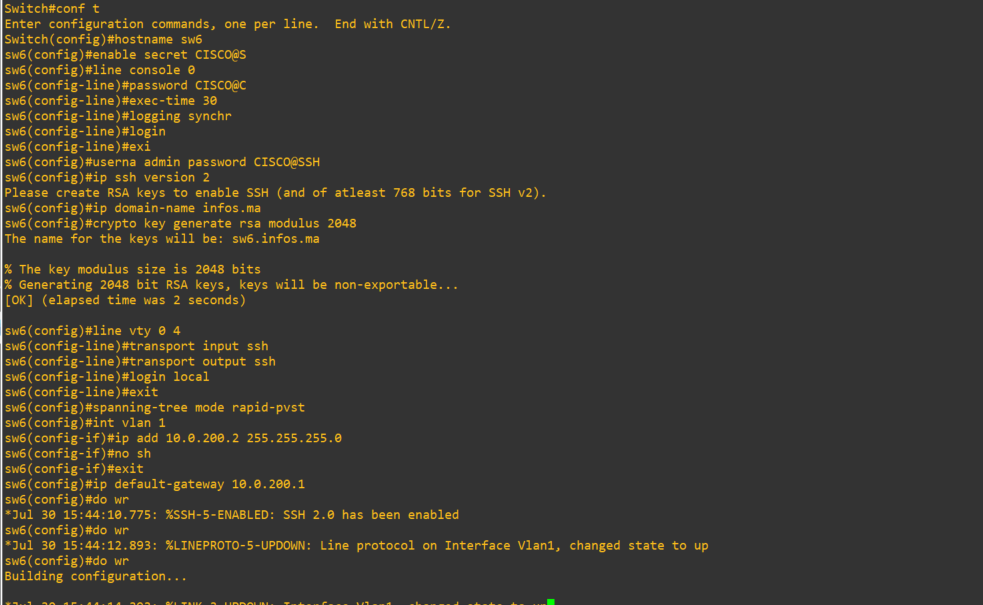 Switch#conf t
Enter configuration commands, one per line.  End with CNTL/Z.
Switch(config)#hostname sw6
sw6(config)#enable secret CISCO@S
sw6(config)#line console 0
sw6(config-line)#password CISCO@C
sw6(config-line)#exec-time 30
sw6(config-line)#logging synchr
sw6(config-line)#login
sw6(config-line)#exi
sw6(config)#userna admin password CISCO@SSH
sw6(config)#ip ssh version 2
Please create RSA keys to enable SSH (and of atleast 768 bits for SSH v2).
sw6(config)#ip domain-name infos.ma
sw6(config)#crypto key generate rsa modulus 2048
The name for the keys will be: sw6.infos.ma
% The key modulus size is 2048 bits
% Generating 2048 bit RSA keys, keys will be non-exportable...
[OK] (elapsed time was 2 seconds)
sw6(config)#line vty 0 4
sw6(config-line)#transport input ssh
sw6(config-line)#transport output ssh
sw6(config-line)#login local
sw6(config-line)#exit
sw6(config)#spanning-tree mode rapid-pvst
sw6(config)#int vlan 1
sw6(config-if)#ip add 10.0.200.2 255.255.255.0
sw6(config-if)#no sh
sw6(config-if)#exit
sw6(config)#ip default-gateway 10.0.200.1
sw6(config)#do wr
*Jul 30 15:44:10.775: %SSH-5-ENABLED: SSH 2.0 has been enabled
sw6(config)#do wr
*Jul 30 15:44:12.893: %LINEPROTO-5-UPDOWN: Line protocol on Interface Vlan1, changed state to up
sw6(config)#do wr
Building configuration...
*Jul 30 Interface Vlan1, changed state to up